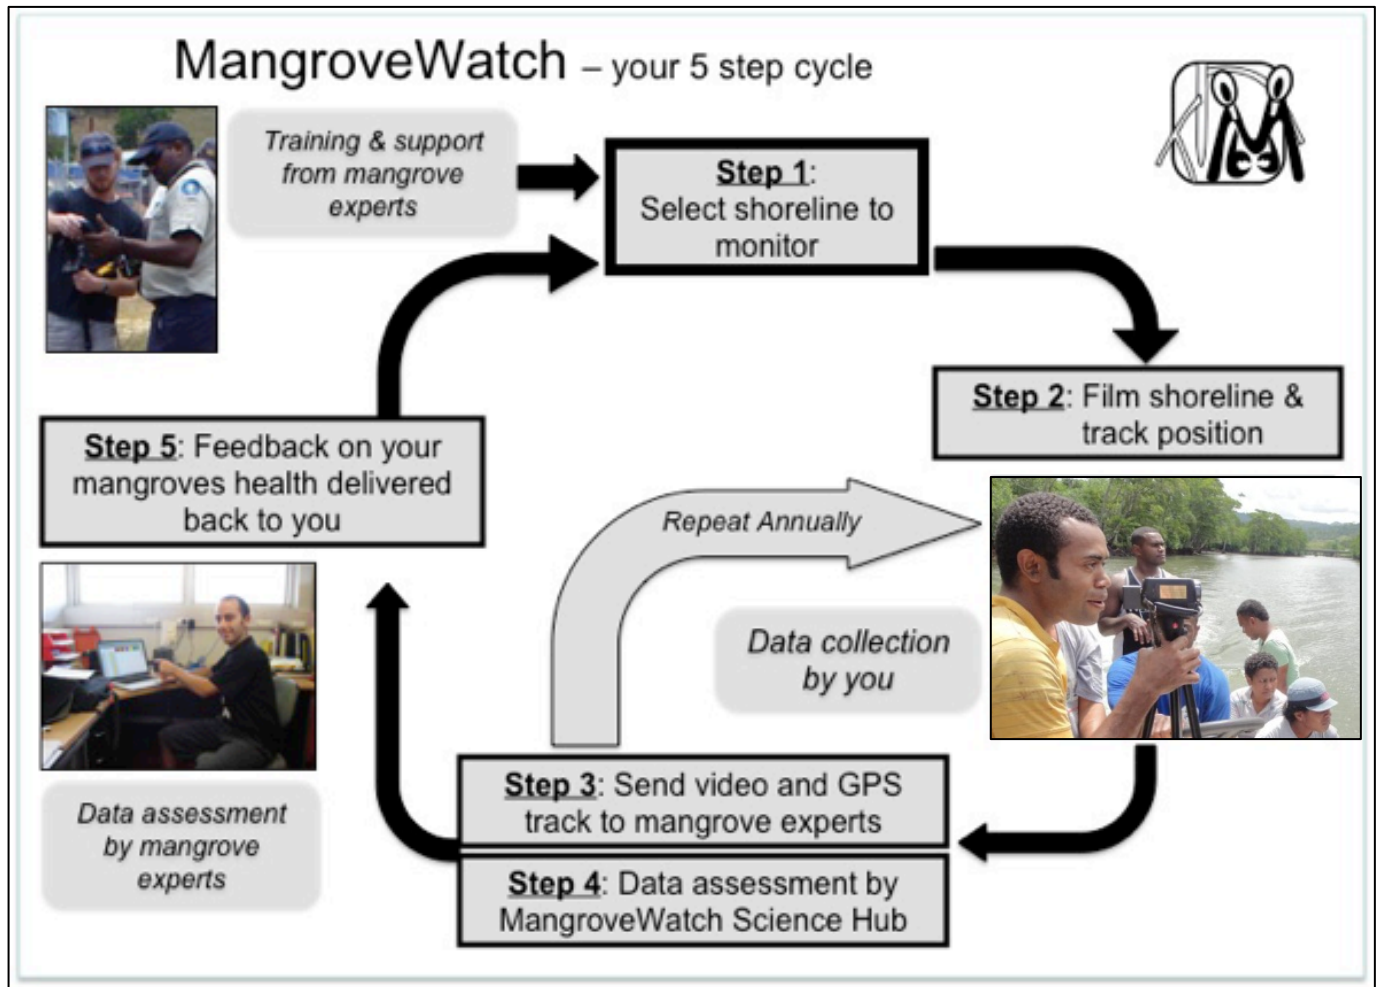 MangroveWatch – your 5 step cycle
Training & support
from mangrove
experts
Step 1:
Select shoreline to
monitor
Step 2: Film shoreline &
track position
Step 5: Feedback on your
mangroves health delivered
back to you
Repeat Annually
Data collection
by you
Step 3: Send video and GPS
track to mangrove experts
Step 4: Data assessment by
MangroveWatch Science Hub
Data assessment
by mangrove
experts